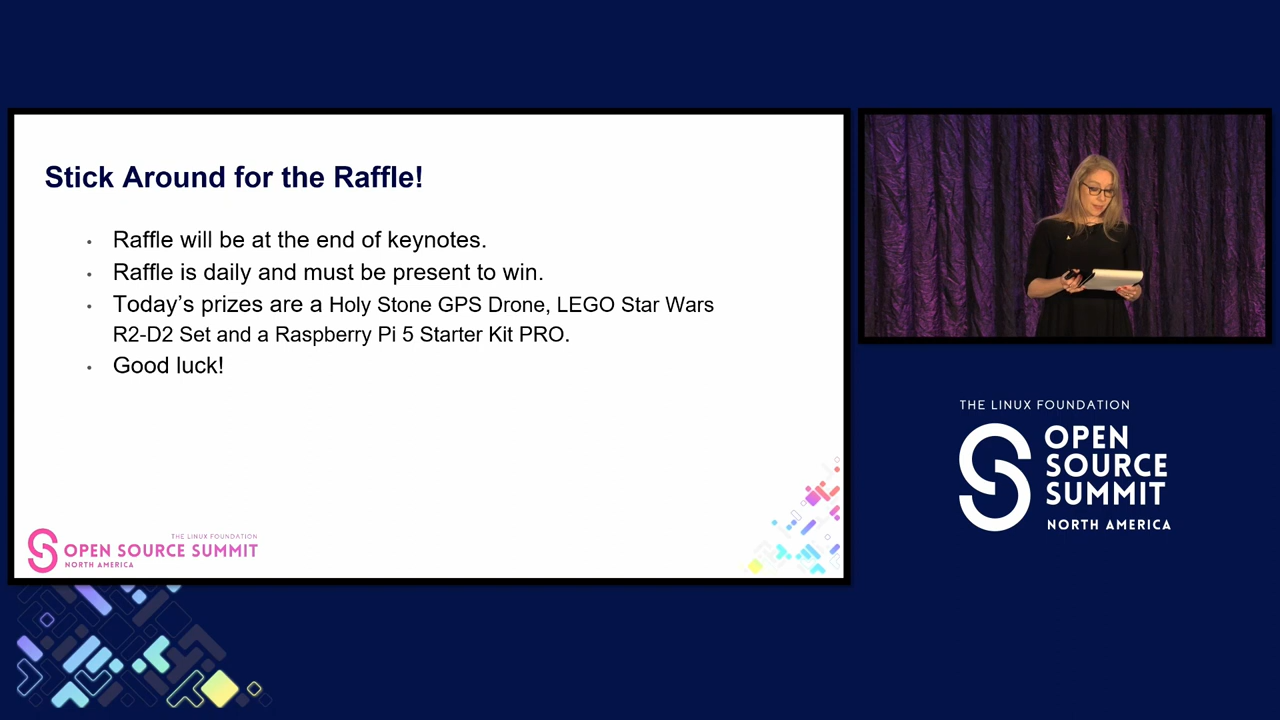 Stick Around for the Raffle!
• Raffle will be at the end of keynotes.
• Raffle is daily and must be present to win.
• Today’s prizes are a Holy Stone GPS Drone, LEGO Star Wars
R2-D2 Set and a Raspberry Pi 5 Starter Kit PRO.
• Good luck!
THE LINUX FOUNDATION
OPEN SOURCE SUMMIT
NORTH AMERICA
THE LINUX FOUNDATION
OPEN
SOURCE
SUMMIT
NORTH AMERICA